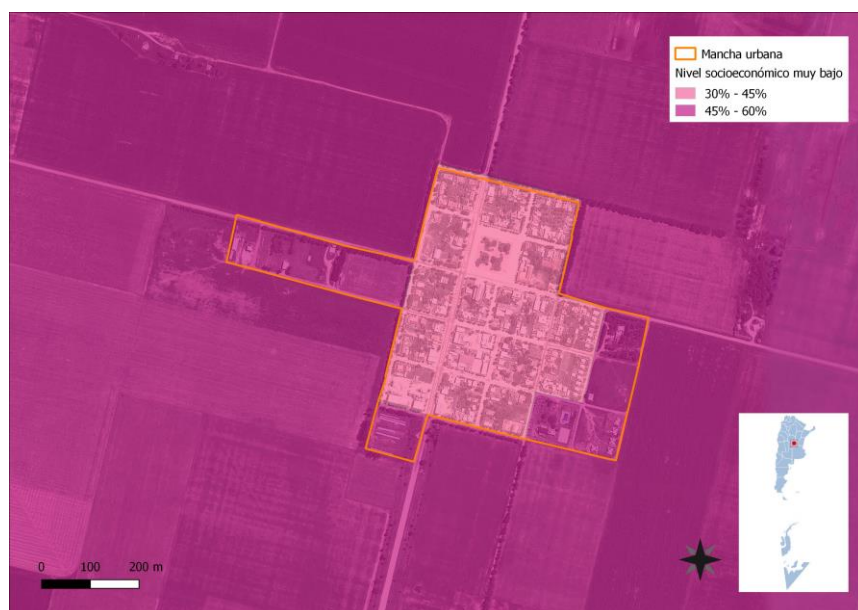 Mancha urbana
Nivel socioeconómico muy bajo
30% - 45%
45% - 60%
0 100 200 m